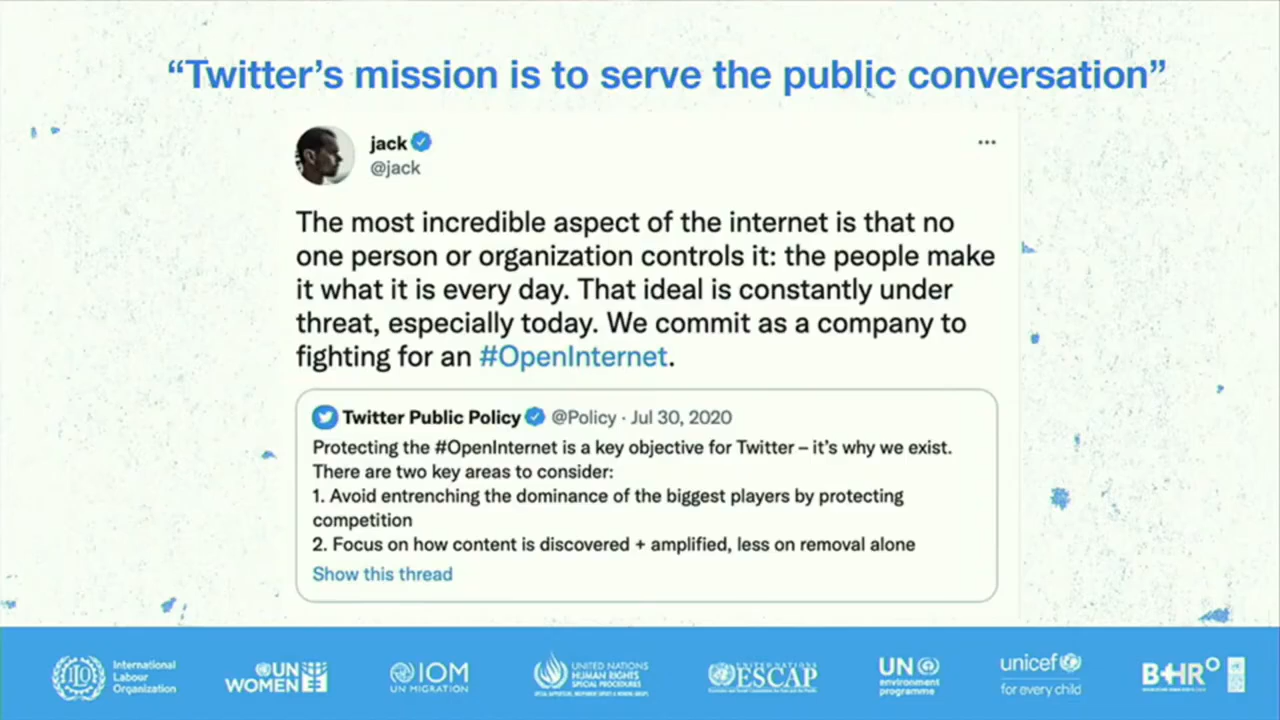 “Twitter’s mission is to serve the public conversation”
jack
@jack
The most incredible aspect of the internet is that no
one person or organization controls it: the people make
it what it is every day. That ideal is constantly under
threat, especially today. We commit as a company to
fighting for an #OpenInternet.
Twitter Public Policy @Policy · Jul 30, 2020
Protecting the #OpenInternet is a key objective for Twitter – it’s why we exist.
There are two key areas to consider:
1. Avoid entrenching the dominance of the biggest players by protecting
competition
2. Focus on how content is discovered + amplified, less on removal alone
Show this thread
International
Labour
Organization
UN
WOMEN
IOM
UN MIGRATION
UNITED NATIONS
HUMAN RIGHTS
SPECIAL PROCEDURES
UNITED NATIONS
ESCAP
UN
environment
programme
unicef
for every child
B+HR